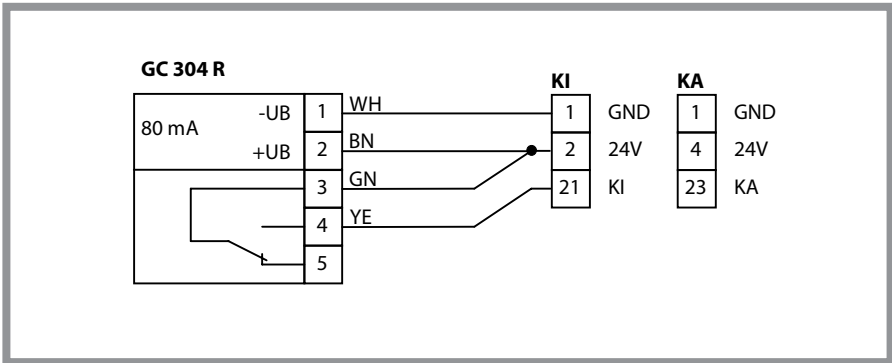 GC 304 R
KI KA
80 mA -UB 1 WH 1 GND 1 GND
+UB 2 BN 2 24V 4 24V
3 GN 21 KI 23 KA
4 YE
5